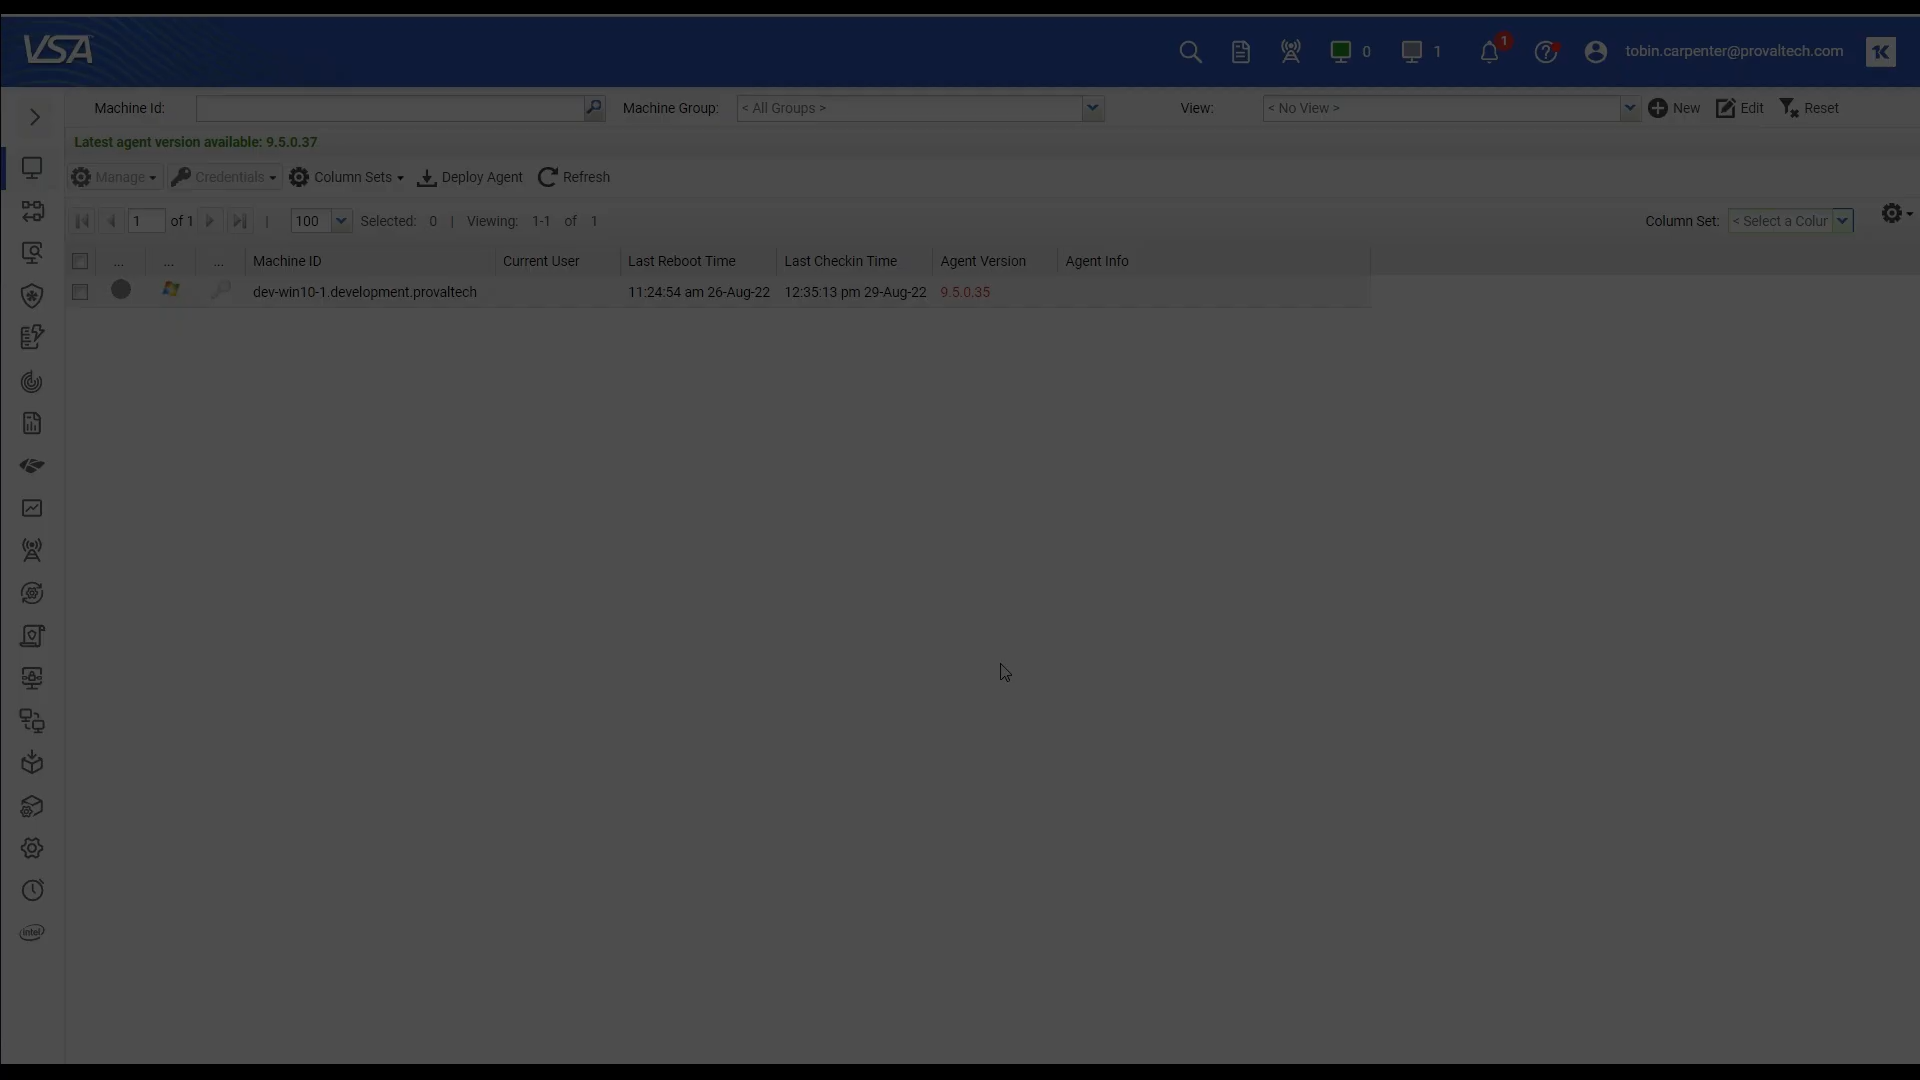 VSA
0
1
1
tobin.carpenter@provaltech.com
Machine Id:
Machine Group: < All Groups >
View: < No View >
New
Edit
Reset
Latest agent version available: 9.5.0.37
Manage
Credentials
Column Sets
Deploy Agent
Refresh
1 of 1 | 100 Selected: 0 | Viewing: 1-1 of 1
Column Set: < Select a Colur
... ... ... Machine ID Current User Last Reboot Time Last Checkin Time Agent Version Agent Info
dev-win10-1.development.provaltech 11:24:54 am 26-Aug-22 12:35:13 pm 29-Aug-22 9.5.0.35
intel